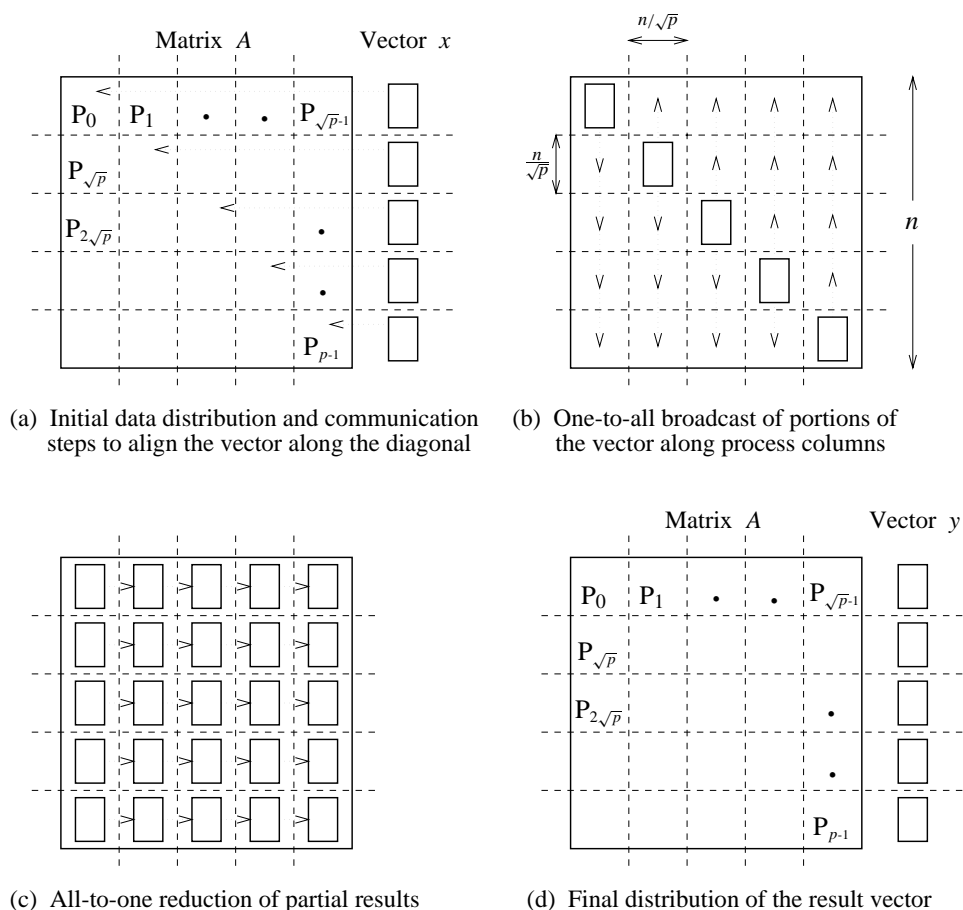 Matrix A Vector x
P0 P1 P√p-1
P√p
P2√p
Pp-1
(a) Initial data distribution and communication
steps to align the vector along the diagonal
n/√p
n/√p
n
(b) One-to-all broadcast of portions of
the vector along process columns
(c) All-to-one reduction of partial results
Matrix A Vector y
P0 P1 P√p-1
P√p
P2√p
Pp-1
(d) Final distribution of the result vector